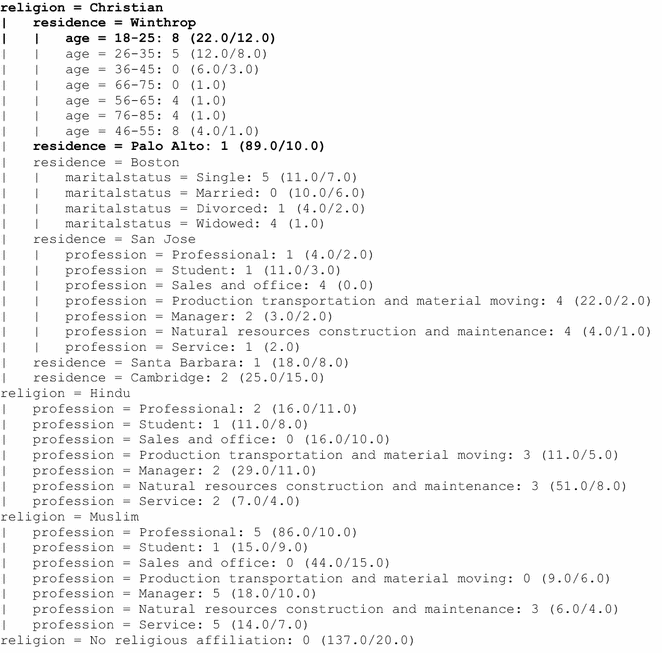 religion = Christian
|   residence = Winthrop
|   |   age = 18-25: 8 (22.0/12.0)
|   |   age = 26-35: 5 (12.0/8.0)
|   |   age = 36-45: 0 (6.0/3.0)
|   |   age = 66-75: 0 (1.0)
|   |   age = 56-65: 4 (1.0)
|   |   age = 76-85: 4 (1.0)
|   |   age = 46-55: 8 (4.0/1.0)
|   residence = Palo Alto: 1 (89.0/10.0)
|   residence = Boston
|   |   maritalstatus = Single: 5 (11.0/7.0)
|   |   maritalstatus = Married: 0 (10.0/6.0)
|   |   maritalstatus = Divorced: 1 (4.0/2.0)
|   |   maritalstatus = Widowed: 4 (1.0)
|   residence = San Jose
|   |   profession = Professional: 1 (4.0/2.0)
|   |   profession = Student: 1 (11.0/3.0)
|   |   profession = Sales and office: 4 (0.0)
|   |   profession = Production transportation and material moving: 4 (22.0/2.0)
|   |   profession = Manager: 2 (3.0/2.0)
|   |   profession = Natural resources construction and maintenance: 4 (4.0/1.0)
|   |   profession = Service: 1 (2.0)
|   residence = Santa Barbara: 1 (18.0/8.0)
|   residence = Cambridge: 2 (25.0/15.0)
religion = Hindu
|   profession = Professional: 2 (16.0/11.0)
|   profession = Student: 1 (11.0/8.0)
|   profession = Sales and office: 0 (16.0/10.0)
|   profession = Production transportation and material moving: 3 (11.0/5.0)
|   profession = Manager: 2 (29.0/11.0)
|   profession = Natural resources construction and maintenance: 3 (51.0/8.0)
|   profession = Service: 2 (7.0/4.0)
religion = Muslim
|   profession = Professional: 5 (86.0/10.0)
|   profession = Student: 1 (15.0/9.0)
|   profession = Sales and office: 0 (44.0/15.0)
|   profession = Production transportation and material moving: 0 (9.0/6.0)
|   profession = Manager: 5 (18.0/10.0)
|   profession = Natural resources construction and maintenance: 3 (6.0/4.0)
|   profession = Service: 5 (14.0/7.0)
religion = No religious affiliation: 0 (137.0/20.0)